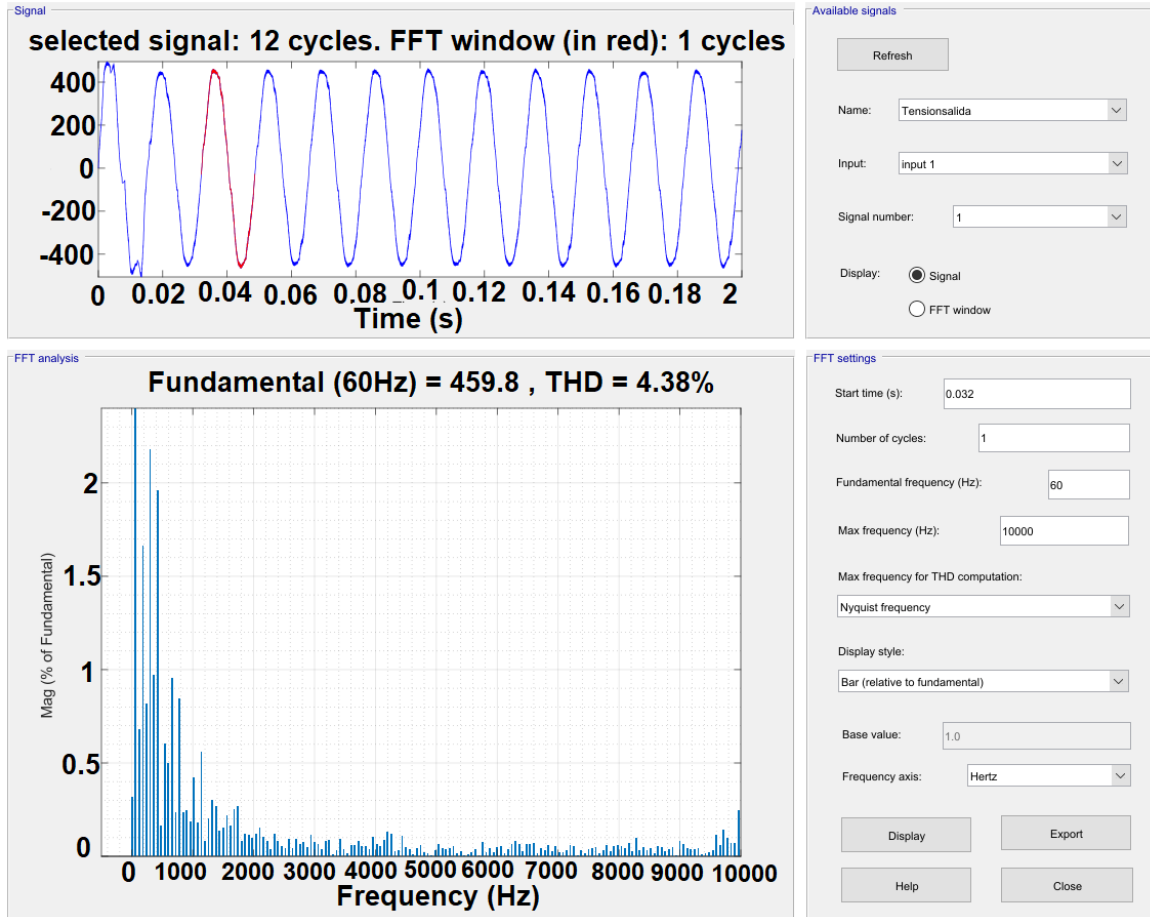 Signal
selected signal: 12 cycles. FFT window (in red): 1 cycles
400
200
0
-200
-400
0 0.02 0.04 0.06 0.08 0.1 0.12 0.14 0.16 0.18 2
Time (s)
Available signals
Refresh
Name: Tensionsalida
Input: input 1
Signal number: 1
Display: Signal
FFT window
FFT analysis
Fundamental (60Hz) = 459.8 , THD = 4.38%
Mag (% of Fundamental)
2
1.5
1
0.5
0
0 1000 2000 3000 4000 5000 6000 7000 8000 9000 10000
Frequency (Hz)
FFT settings
Start time (s): 0.032
Number of cycles: 1
Fundamental frequency (Hz): 60
Max frequency (Hz): 10000
Max frequency for THD computation:
Nyquist frequency
Display style:
Bar (relative to fundamental)
Base value: 1.0
Frequency axis: Hertz
Display Export
Help Close